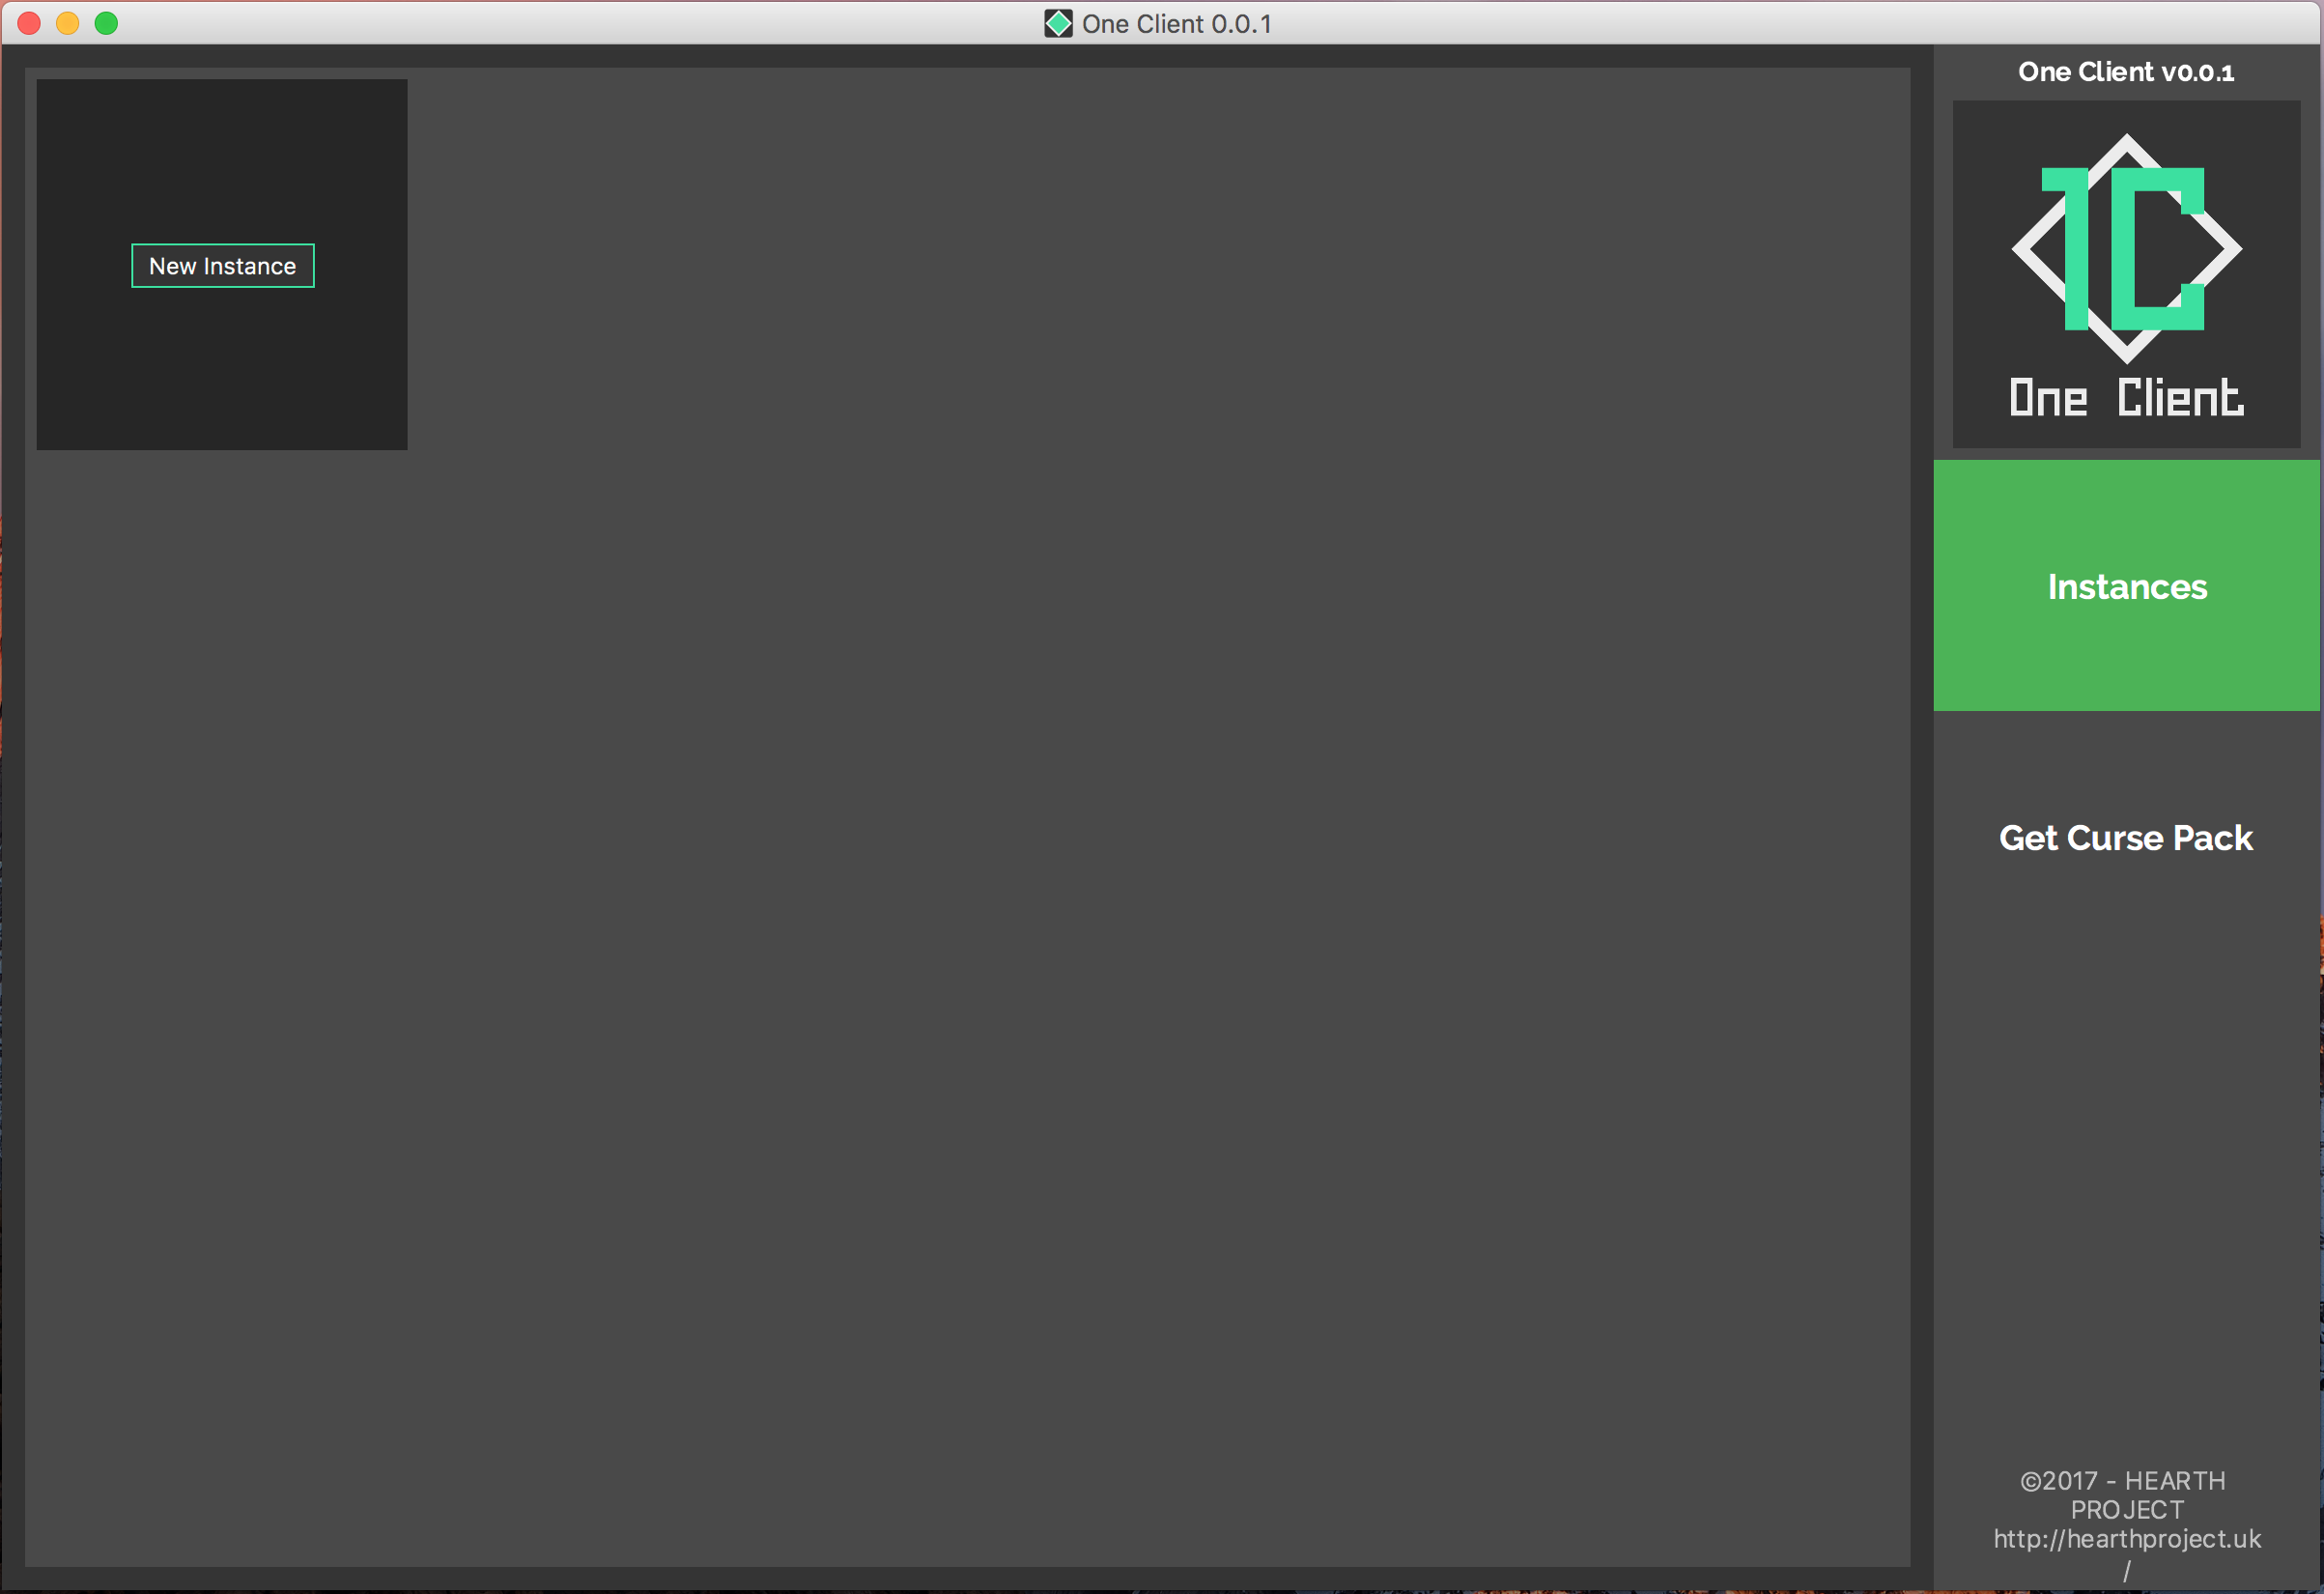 One Client 0.0.1
New Instance
One Client v0.0.1
1C
One Client
Instances
Get Curse Pack
©2017 - HEARTH
PROJECT
http://hearthproject.uk
/